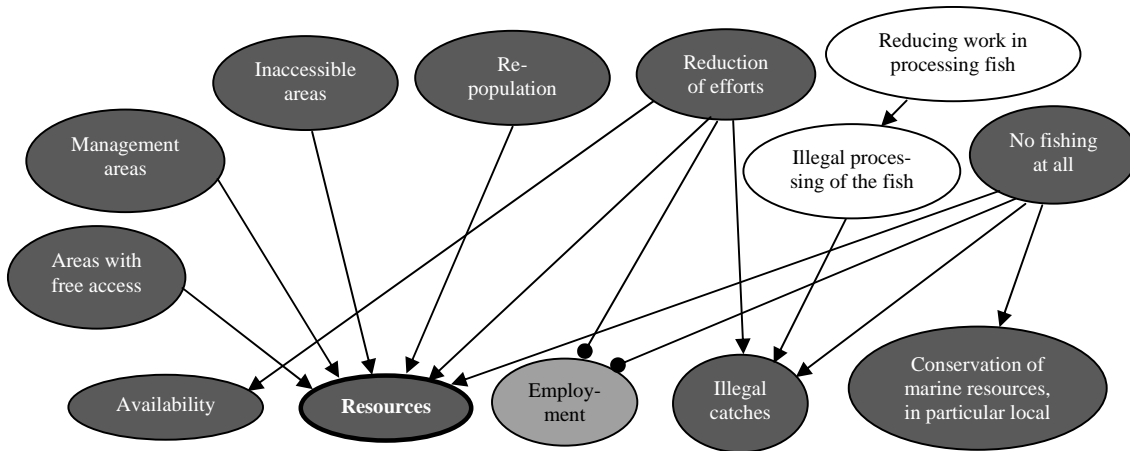 Reducing work in
processing fish
Reduction
of efforts
Re-
population
Inaccessible
areas
Management
areas
Illegal proces-
sing of the fish
No fishing
at all
Areas with
free access
Availability
Resources
Employ-
ment
Illegal
catches
Conservation of
marine resources,
in particular local